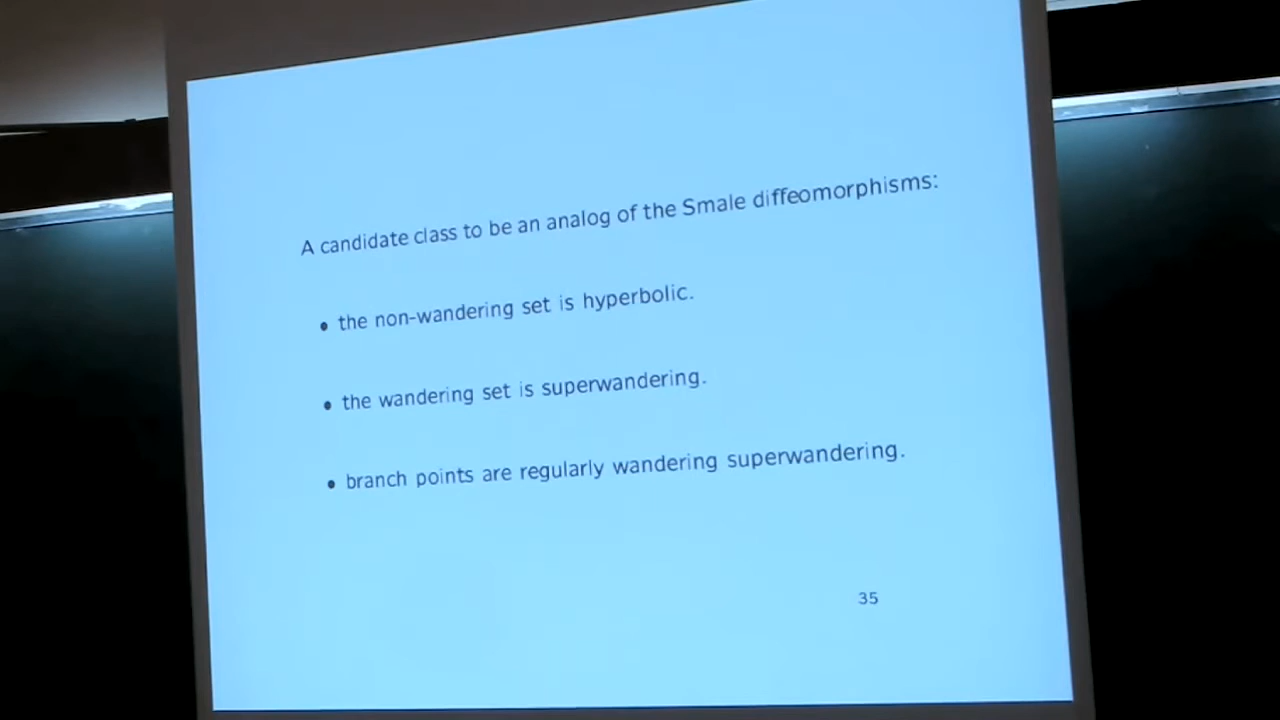 A candidate class to be an analog of the Smale diffeomorphisms:
• the non-wandering set is hyperbolic.
• the wandering set is superwandering.
• branch points are regularly wandering superwandering.
35